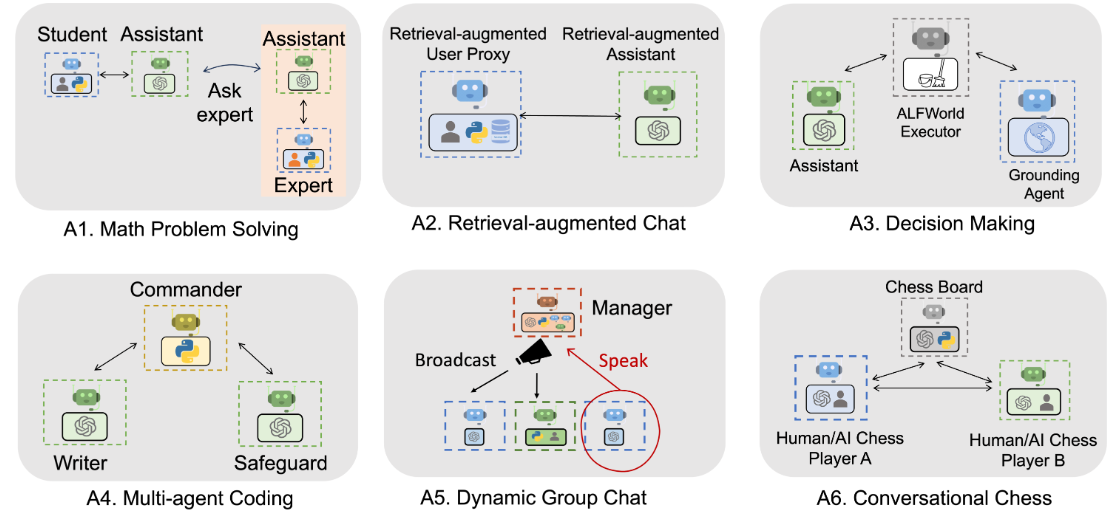 Student
Assistant
Assistant
Ask
expert
Expert
A1. Math Problem Solving
Retrieval-augmented
User Proxy
Retrieval-augmented
Assistant
A2. Retrieval-augmented Chat
ALFWorld
Executor
Assistant
Grounding
Agent
A3. Decision Making
Commander
Writer
Safeguard
A4. Multi-agent Coding
Manager
Broadcast
Speak
A5. Dynamic Group Chat
Chess Board
Human/AI Chess
Player A
Human/AI Chess
Player B
A6. Conversational Chess